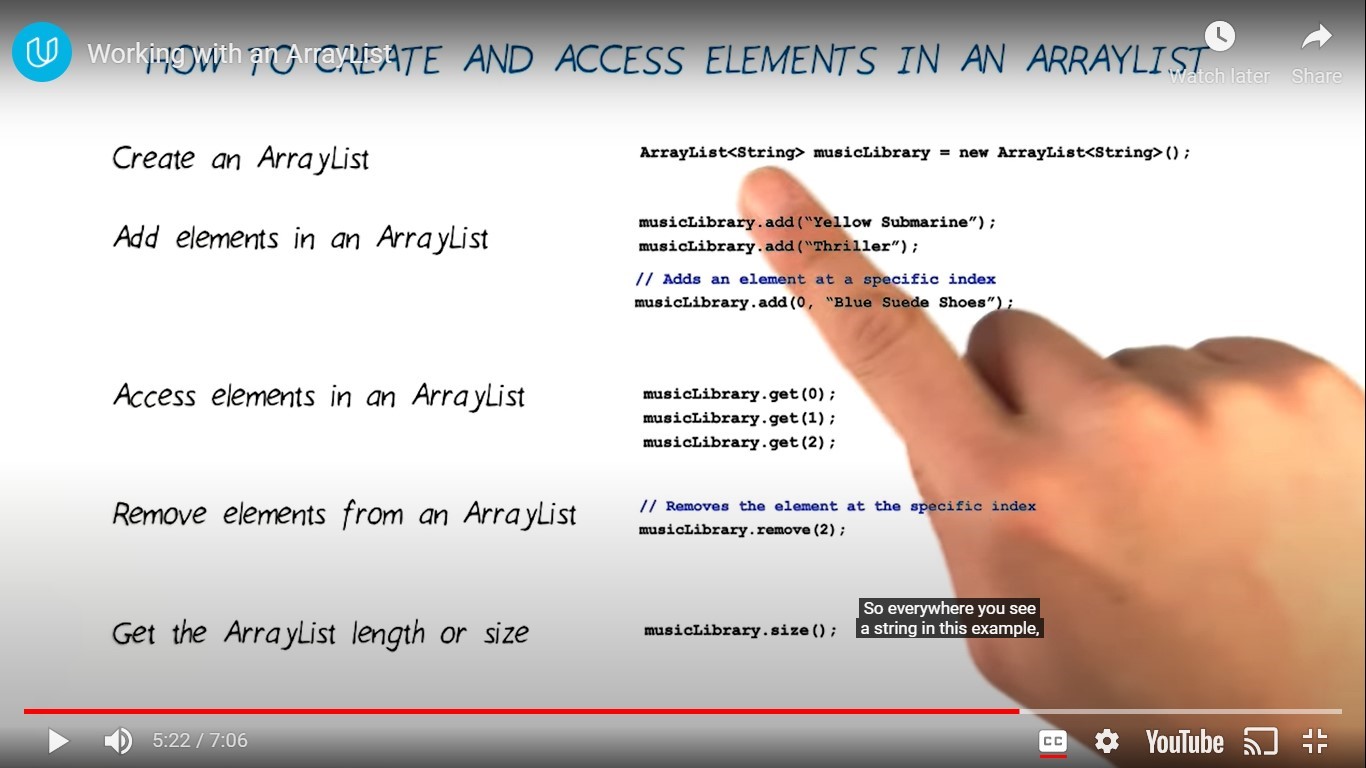 Working with an ArrayList
HOW TO CREATE AND ACCESS ELEMENTS IN AN ARRAYLIST
Watch later
Share
Create an ArrayList
ArrayList<String> musicLibrary = new ArrayList<String>();
Add elements in an ArrayList
musicLibrary.add(“Yellow Submarine”);
musicLibrary.add(“Thriller”);
// Adds an element at a specific index
musicLibrary.add(0, “Blue Suede Shoes”);
Access elements in an ArrayList
musicLibrary.get(0);
musicLibrary.get(1);
musicLibrary.get(2);
Remove elements from an ArrayList
// Removes the element at the specific index
musicLibrary.remove(2);
Get the ArrayList length or size
musicLibrary.size();
So everywhere you see
a string in this example,
5:22 / 7:06
CC
YouTube